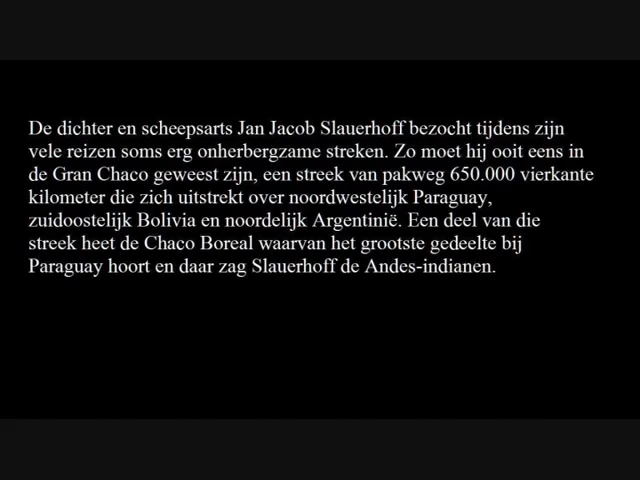 De dichter en scheepsarts Jan Jacob Slauerhoff bezocht tijdens zijn
vele reizen soms erg onherbergzame streken. Zo moet hij ooit eens in
de Gran Chaco geweest zijn, een streek van pakweg 650.000 vierkante
kilometer die zich uitstrekt over noordwestelijk Paraguay,
zuidoostelijk Bolivia en noordelijk Argentinië. Een deel van die
streek heet de Chaco Boreal waarvan het grootste gedeelte bij
Paraguay hoort en daar zag Slauerhoff de Andes-indianen.